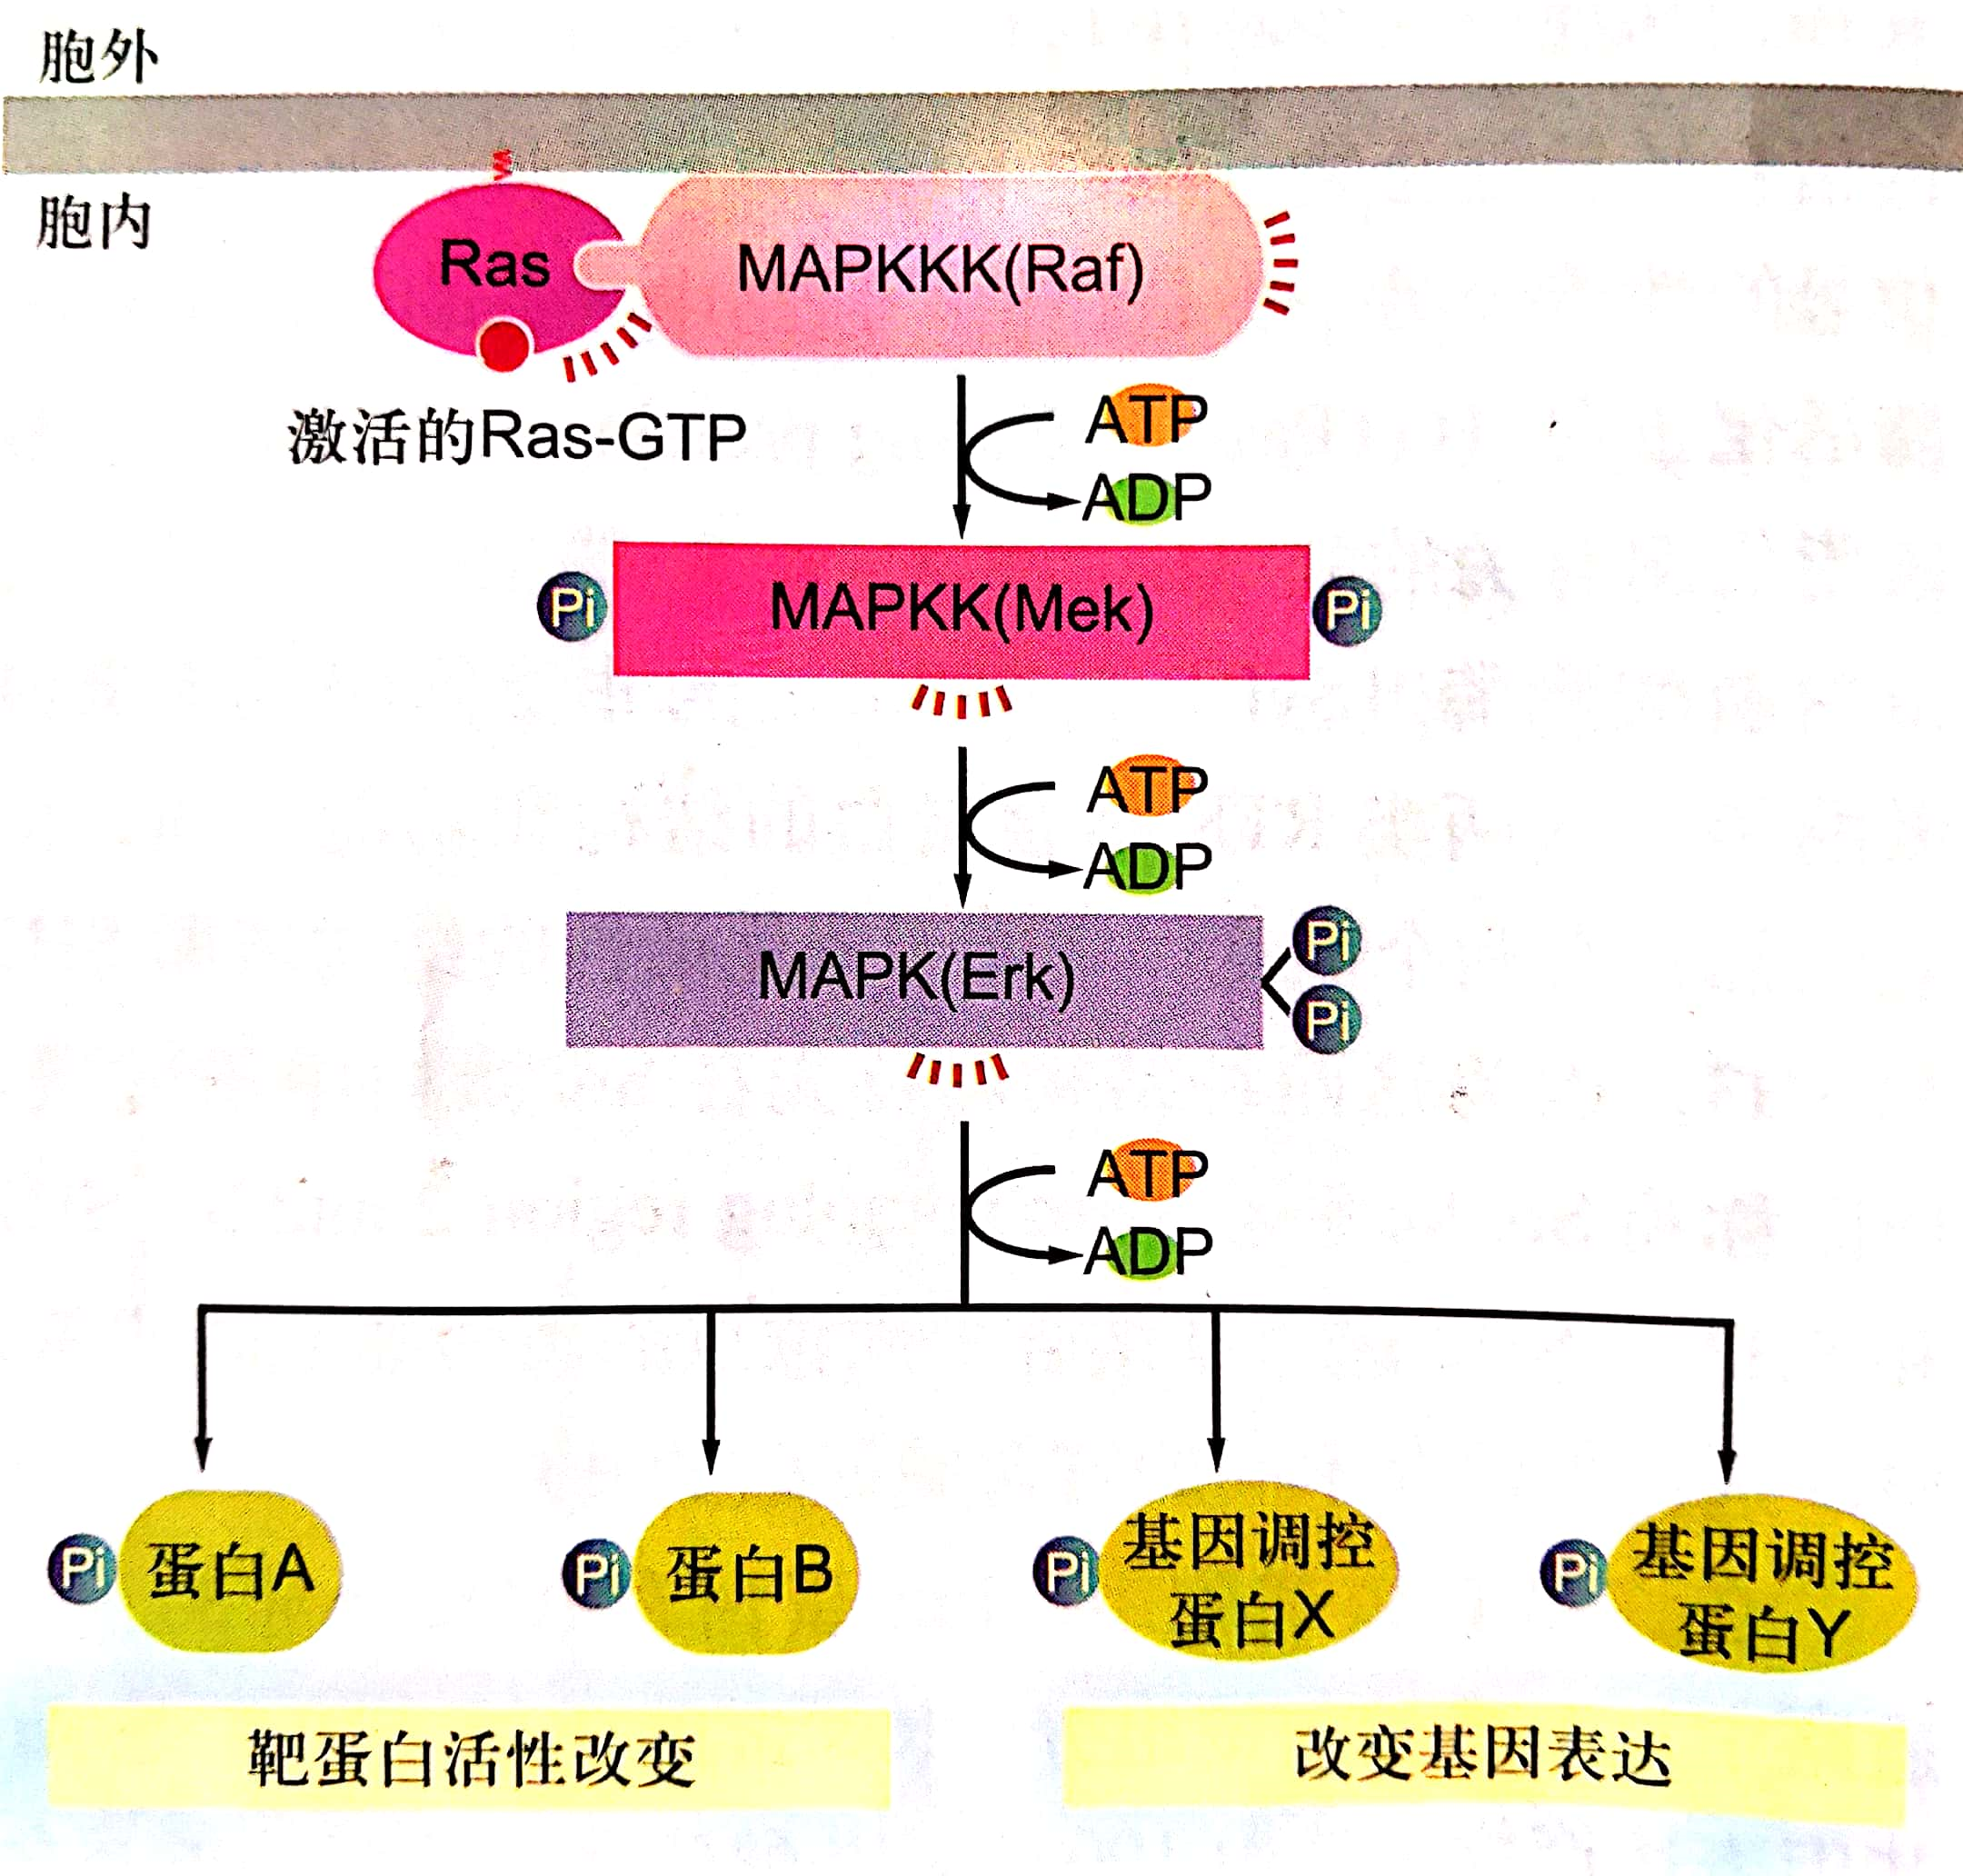 胞外
胞内
Ras
MAPKKK(Raf)
激活的Ras-GTP
ATP
ADP
Pi
MAPKK(Mek)
Pi
ATP
ADP
MAPK(Erk)
Pi
Pi
ATP
ADP
Pi
蛋白A
Pi
蛋白B
Pi
基因调控
蛋白X
Pi
基因调控
蛋白Y
靶蛋白活性改变
改变基因表达